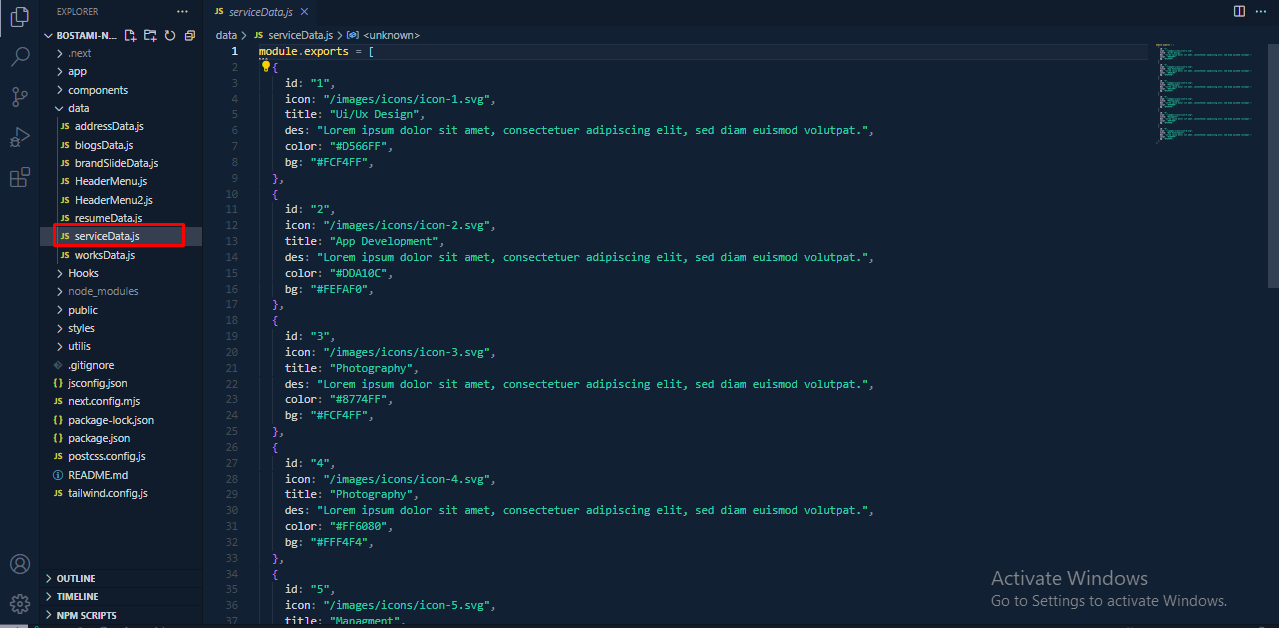 EXPLORER
BOSTAMI-N...
.next
app
components
data
JS addressData.js
JS blogsData.js
JS brandSlideData.js
JS HeaderMenu.js
JS HeaderMenu2.js
JS resumeData.js
JS serviceData.js
JS worksData.js
Hooks
node_modules
public
styles
utilis
.gitignore
{} jsconfig.json
JS next.config.mjs
{} package-lock.json
{} package.json
JS postcss.config.js
README.md
JS tailwind.config.js
OUTLINE
TIMELINE
NPM SCRIPTS
JS serviceData.js
data > JS serviceData.js > <unknown>
1 module.exports = [
2 {
3 id: "1",
4 icon: "/images/icons/icon-1.svg",
5 title: "Ui/Ux Design",
6 des: "Lorem ipsum dolor sit amet, consectetuer adipiscing elit, sed diam euismod volutpat.",
7 color: "#D566FF",
8 bg: "#FCF4FF",
9 },
10 {
11 id: "2",
12 icon: "/images/icons/icon-2.svg",
13 title: "App Development",
14 des: "Lorem ipsum dolor sit amet, consectetuer adipiscing elit, sed diam euismod volutpat.",
15 color: "#DDA10C",
16 bg: "#FEFAF0",
17 },
18 {
19 id: "3",
20 icon: "/images/icons/icon-3.svg",
21 title: "Photography",
22 des: "Lorem ipsum dolor sit amet, consectetuer adipiscing elit, sed diam euismod volutpat.",
23 color: "#8774FF",
24 bg: "#FCF4FF",
25 },
26 {
27 id: "4",
28 icon: "/images/icons/icon-4.svg",
29 title: "Photography",
30 des: "Lorem ipsum dolor sit amet, consectetuer adipiscing elit, sed diam euismod volutpat.",
31 color: "#FF6080",
32 bg: "#FFF4F4",
33 },
34 {
35 id: "5",
36 icon: "/images/icons/icon-5.svg",
37 title: "Managment",
Activate Windows
Go to Settings to activate Windows.